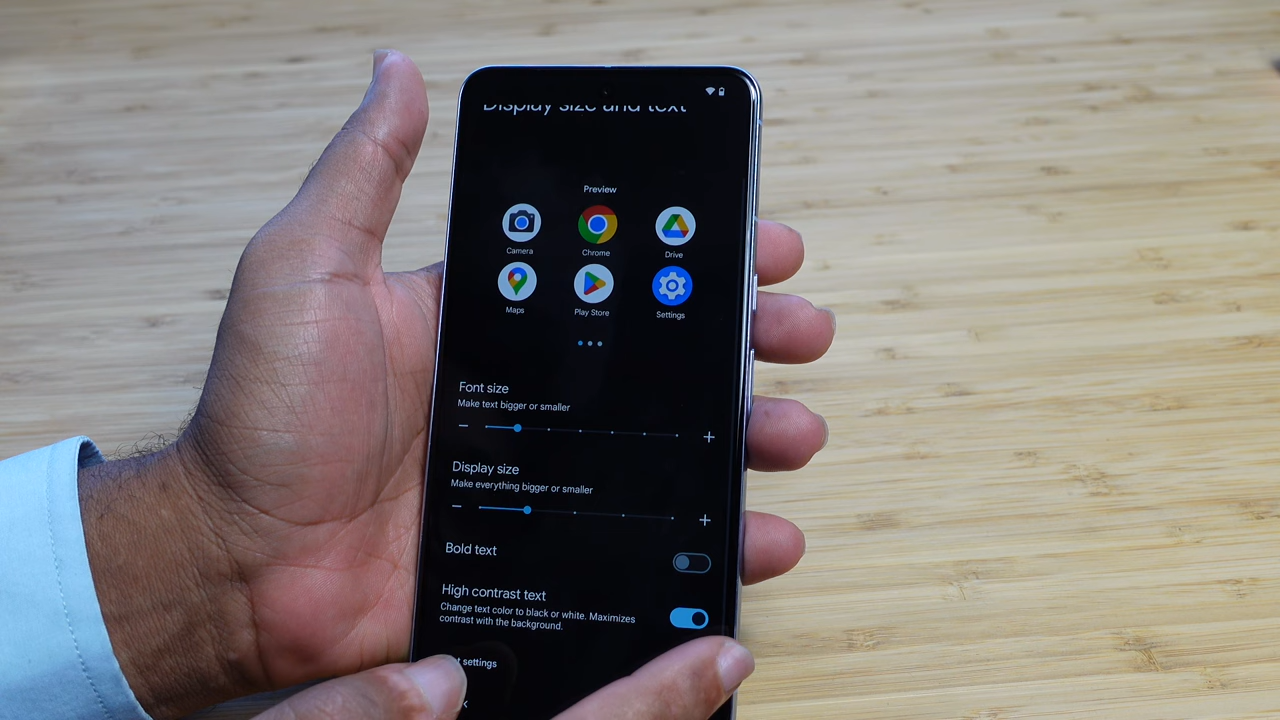 Display size and text
Preview
Camera Chrome Drive
Maps Play Store Settings
Font size
Make text bigger or smaller
Display size
Make everything bigger or smaller
Bold text
High contrast text
Change text color to black or white. Maximizes
contrast with the background.
settings